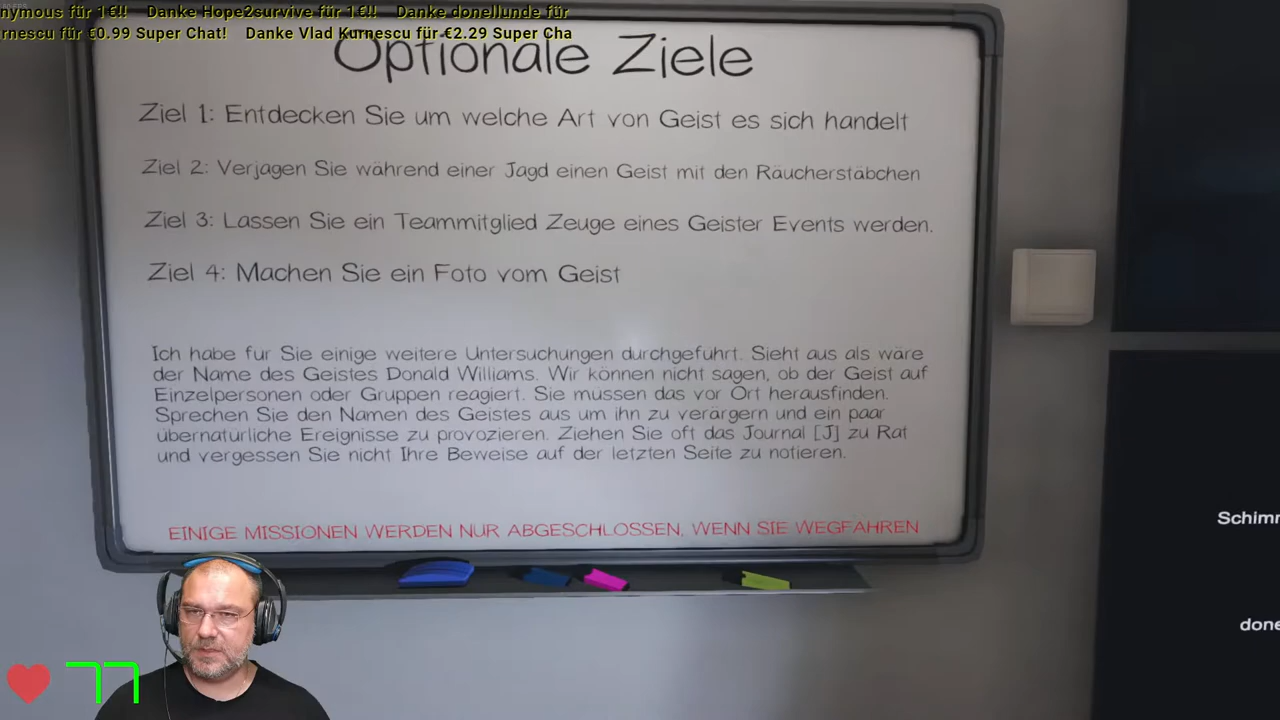 nymous für 1€!! Danke Hope2survive für 1€!! Danke donellunde für
rnescu für €0.99 Super Chat! Danke Vlad Kurnescu für €2.29 Super Cha
Optionale Ziele
Ziel 1: Entdecken Sie um welche Art von Geist es sich handelt
Ziel 2: Verjagen Sie während einer Jagd einen Geist mit den Räucherstäbchen
Ziel 3: Lassen Sie ein Teammitglied Zeuge eines Geister Events werden.
Ziel 4: Machen Sie ein Foto vom Geist
Ich habe fur Sie einige weitere Untersuchungen durchgeführt. Sieht aus als wäre
der Name des Geistes Donald Williams. Wir können nicht sagen, ob der Geist auf
Einzelpersonen oder Gruppen reagiert. Sie mussen das vor Ort herausfinden.
Sprechen Sie den Namen des Geistes aus um ihn zu verärgern und ein paar
übernatürliche Ereignisse zu provozieren. Ziehen Sie oft das Journal [J] zu Rat
und vergessen Sie nicht Ihre Beweise auf der letzten Seite zu notieren.
EINIGE MISSIONEN WERDEN NUR ABGESCHLOSSEN, WENN SIE WEGFAHREN
Schimm
done
77